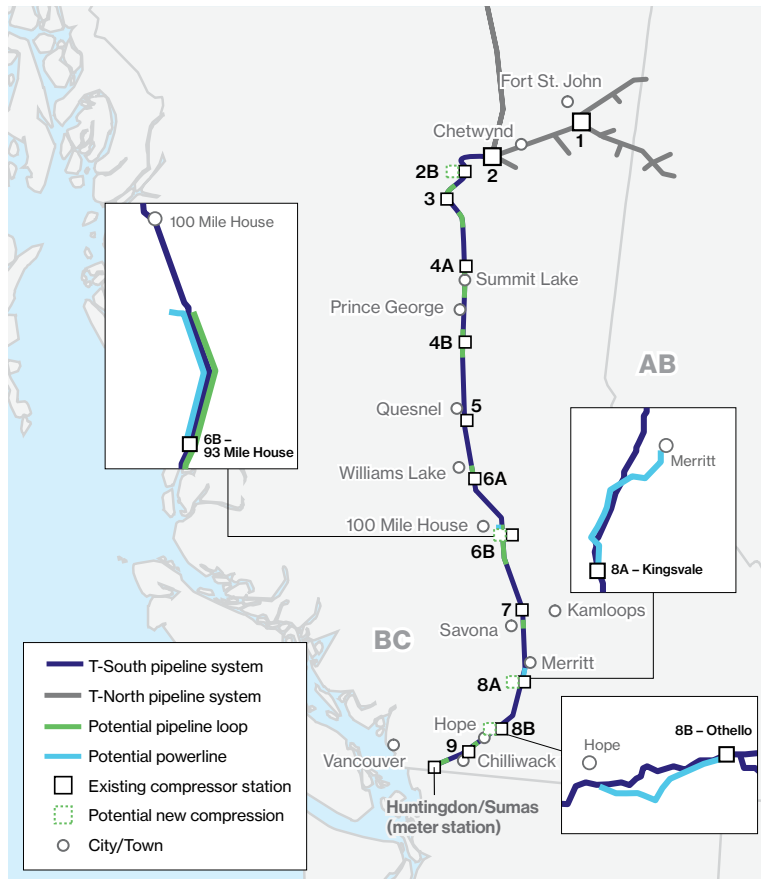 Fort St. John
Chetwynd
1
2
2B
3
100 Mile House
4A
Summit Lake
Prince George
4B
AB
Quesnel
5
6B –
93 Mile House
Merritt
Williams Lake
6A
100 Mile House
6B
8A – Kingsvale
7
Kamloops
Savona
BC
Merritt
8A
T-South pipeline system
T-North pipeline system
Potential pipeline loop
Potential powerline
Existing compressor station
Potential new compression
City/Town
Hope
8B
9
Vancouver
Chilliwack
8B – Othello
Hope
Huntingdon/Sumas
(meter station)